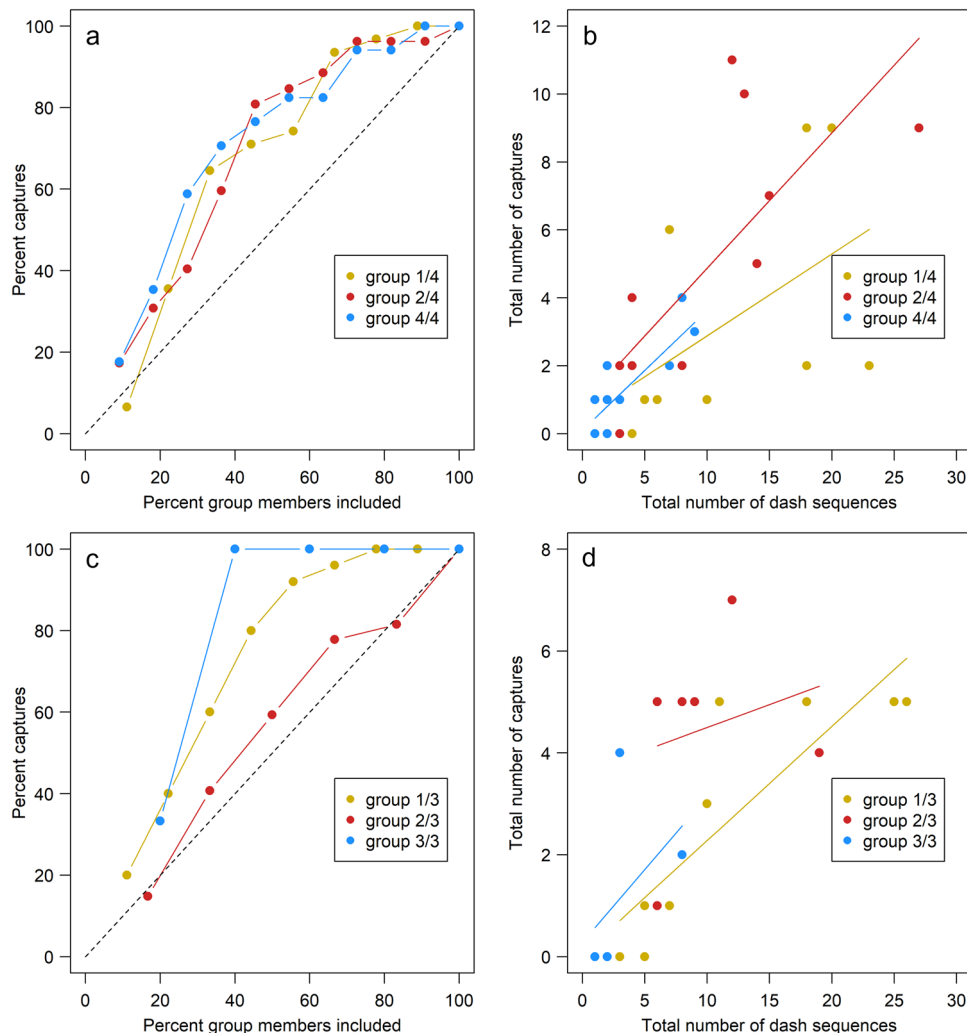 a
100
80
60
40
20
0
Percent captures
group 1/4
group 2/4
group 4/4
0 20 40 60 80 100
Percent group members included
b
12
10
8
6
4
2
0
Total number of captures
group 1/4
group 2/4
group 4/4
0 5 10 15 20 25 30
Total number of dash sequences
c
100
80
60
40
20
0
Percent captures
group 1/3
group 2/3
group 3/3
0 20 40 60 80 100
Percent group members included
d
8
6
4
2
0
Total number of captures
group 1/3
group 2/3
group 3/3
0 5 10 15 20 25 30
Total number of dash sequences